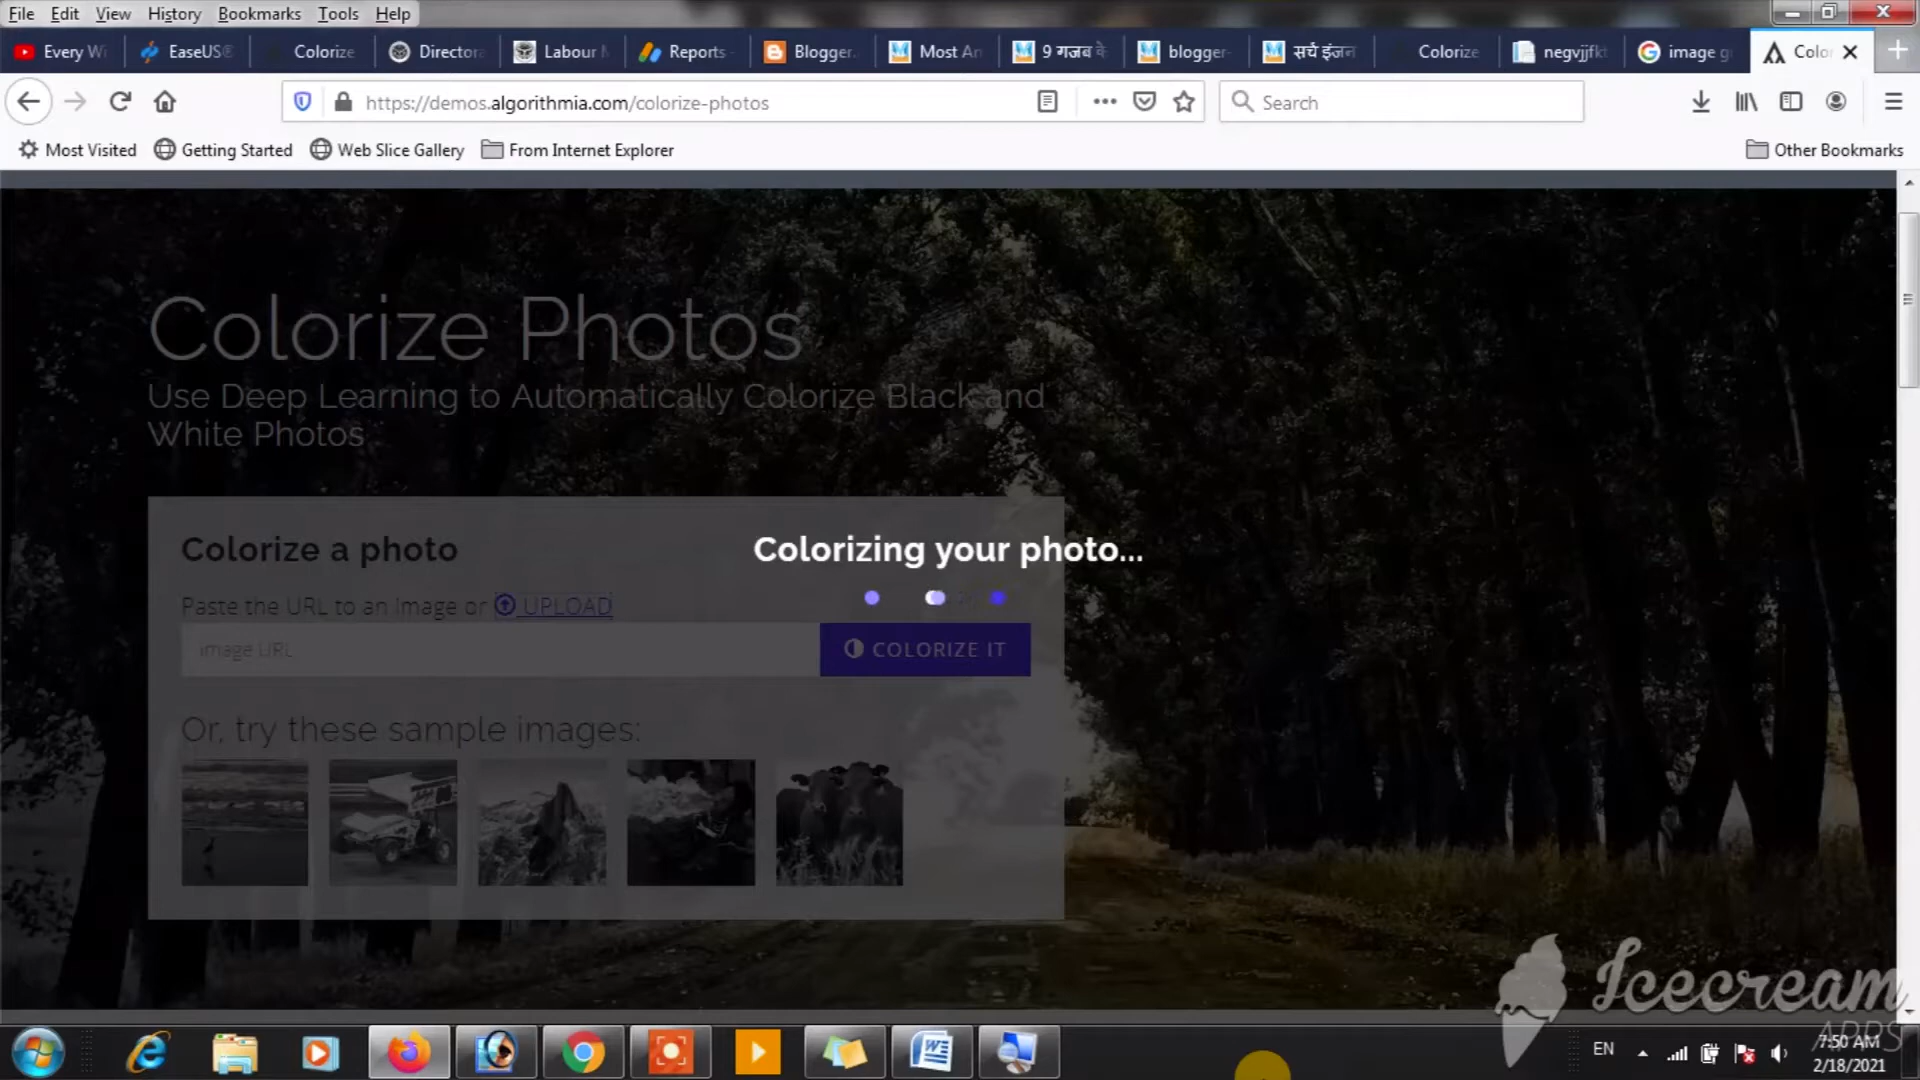 File Edit View History Bookmarks Tools Help
Every Wi EaseUS® Colorize Director Labour Reports - Blogger. Most Am 9 गजब के blogger- सर्च इंजन Colorize negvjjfkt image g Color
https://demos.algorithmia.com/colorize-photos Search
Most Visited Getting Started Web Slice Gallery From Internet Explorer Other Bookmarks
Colorize Photos
Use Deep Learning to Automatically Colorize Black and
White Photos
Colorize a photo
Colorizing your photo...
Paste the URL to an image or UPLOAD
image URL COLORIZE IT
Or, try these sample images:
Icecream
APPS
EN 7:50 AM
2/18/2021